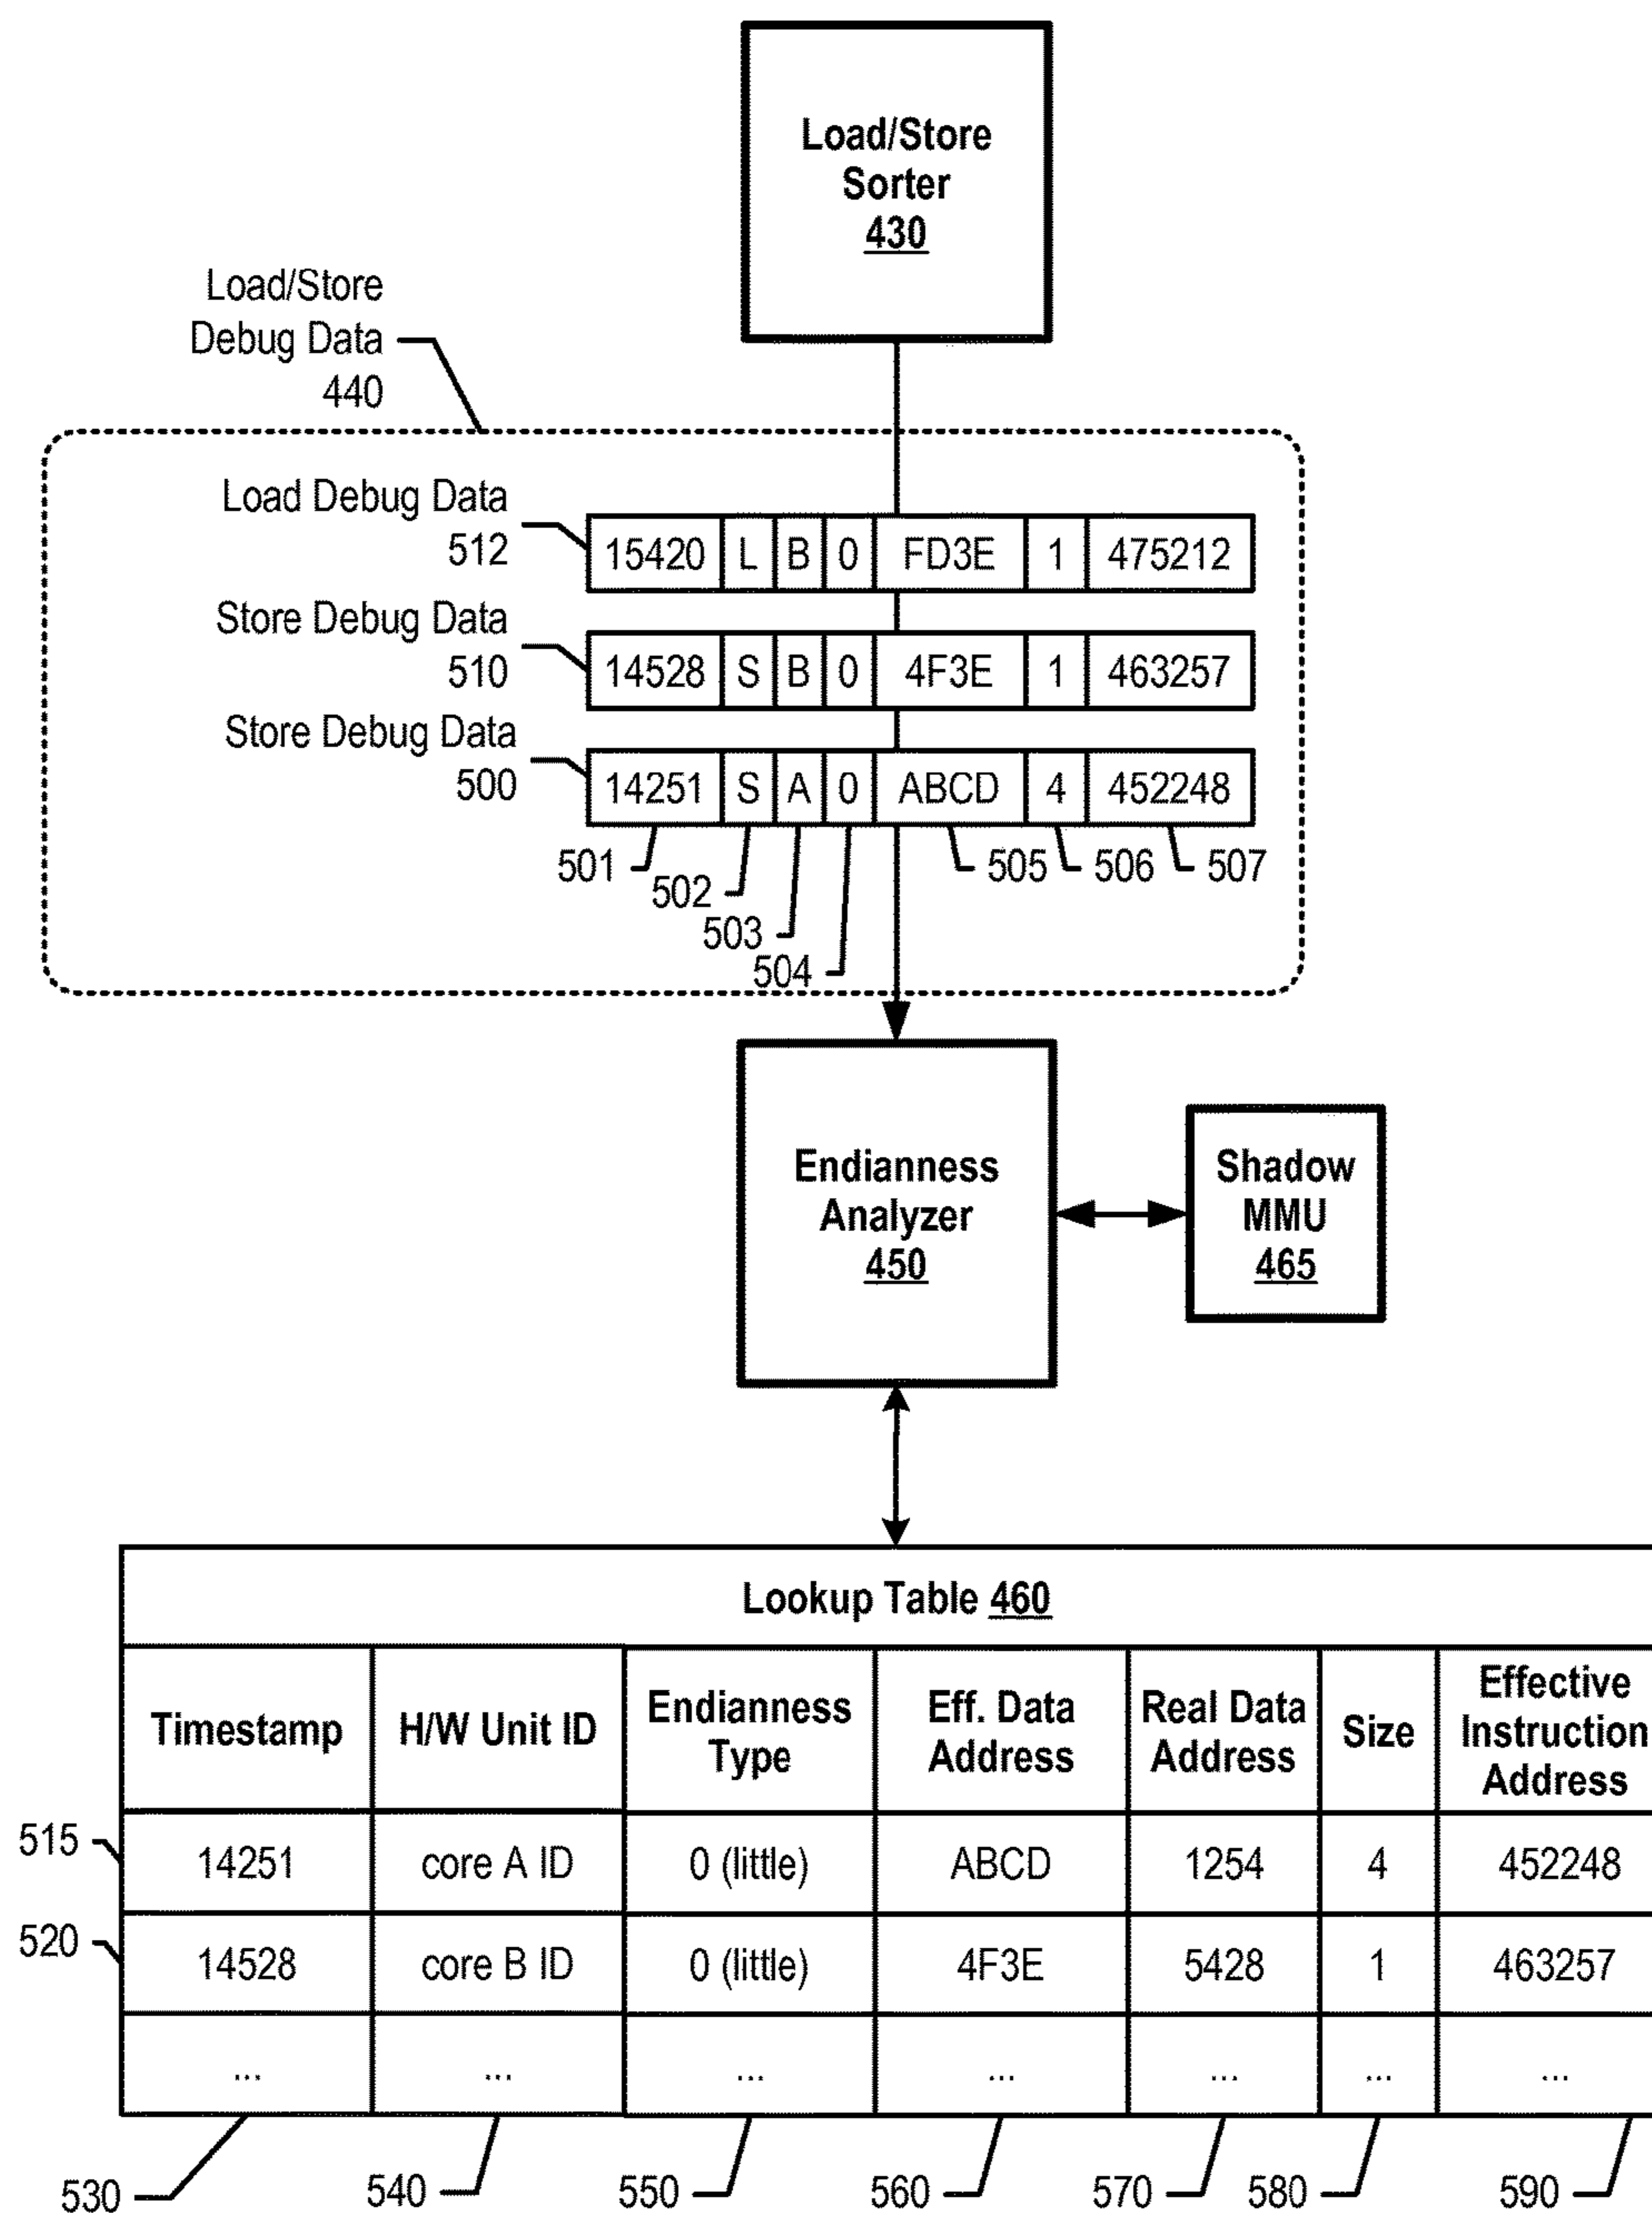 Load/Store
Sorter
430
Load/Store
Debug Data
440
Load Debug Data
512
15420 L B 0 FD3E 1 475212
Store Debug Data
510
14528 S B 0 4F3E 1 463257
Store Debug Data
500
14251 S A 0 ABCD 4 452248
501 505 506 507
502
503
504
Endianness
Analyzer
450
Shadow
MMU
465
Lookup Table 460
Timestamp
H/W Unit ID
Endianness
Type
Eff. Data
Address
Real Data
Address
Size
Effective
Instruction
Address
515
14251 core A ID 0 (little) ABCD 1254 4 452248
520
14528 core B ID 0 (little) 4F3E 5428 1 463257
... ... ... ... ... ... ...
530 540 550 560 570 580 590